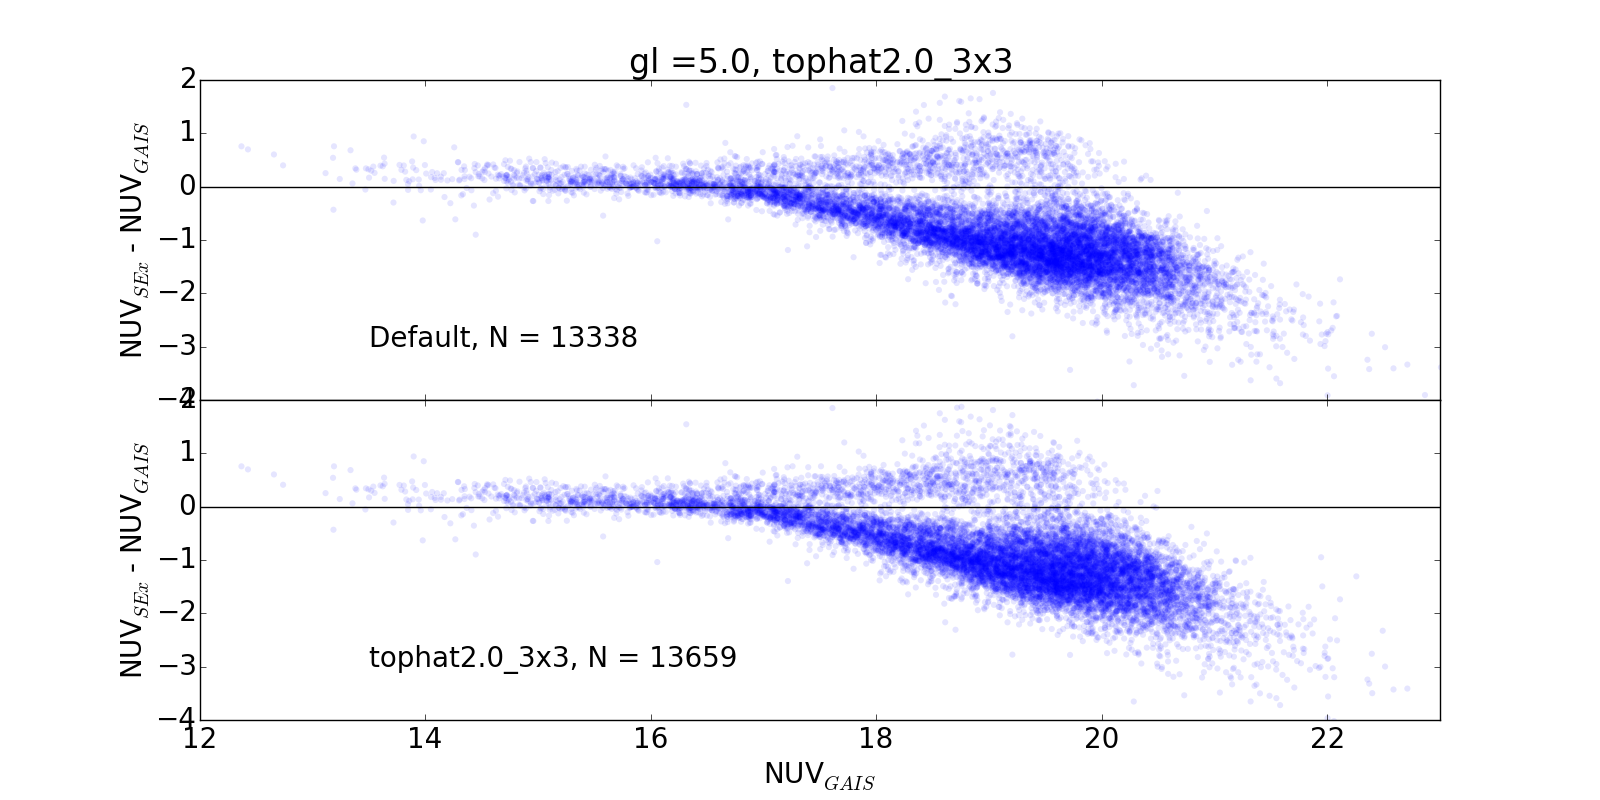 gl =5.0, tophat2.0_3x3
2
1
0
−1
−2
−3
−4
NUV_SEx - NUV_GAIS
Default, N = 13338
2
1
0
−1
−2
−3
−4
NUV_SEx - NUV_GAIS
tophat2.0_3x3, N = 13659
12 14 16 18 20 22
NUV_GAIS